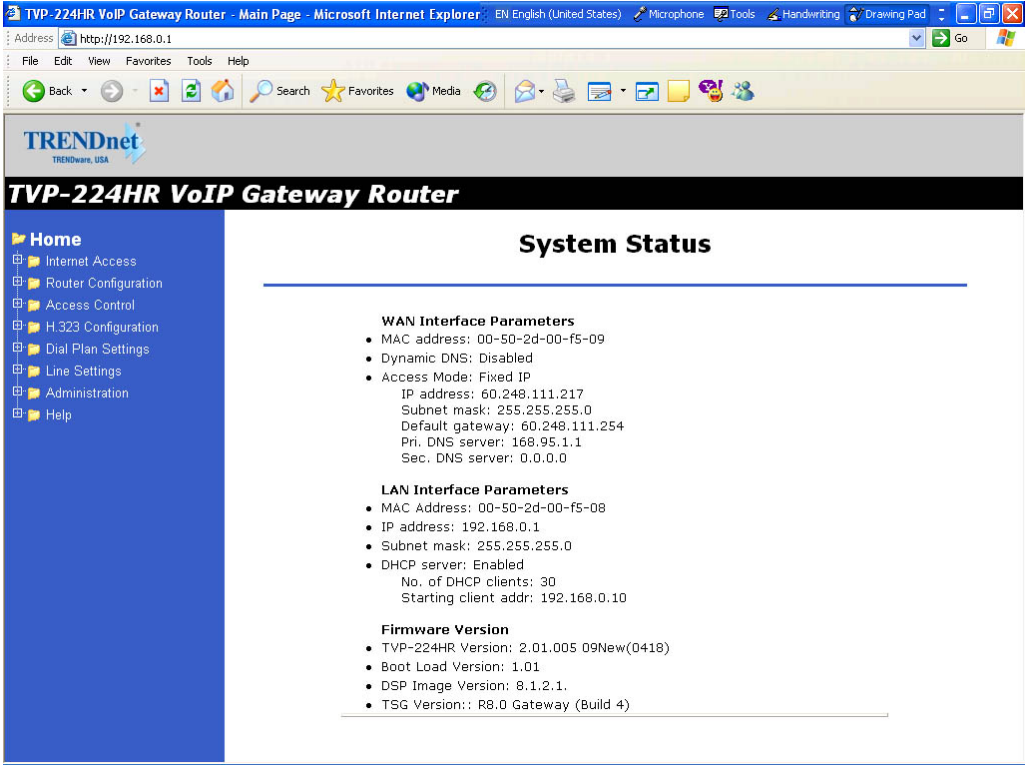 TVP-224HR VoIP Gateway Router - Main Page - Microsoft Internet Explorer EN English (United States) Microphone Tools Handwriting Drawing Pad
Address http://192.168.0.1 Go
File Edit View Favorites Tools Help
Back Search Favorites Media
TRENDnet
TRENDware, USA
TVP-224HR VoIP Gateway Router
Home
Internet Access
Router Configuration
Access Control
H.323 Configuration
Dial Plan Settings
Line Settings
Administration
Help
System Status
WAN Interface Parameters
MAC address: 00-50-2d-00-f5-09
Dynamic DNS: Disabled
Access Mode: Fixed IP
IP address: 60.248.111.217
Subnet mask: 255.255.255.0
Default gateway: 60.248.111.254
Pri. DNS server: 168.95.1.1
Sec. DNS server: 0.0.0.0
LAN Interface Parameters
MAC Address: 00-50-2d-00-f5-08
IP address: 192.168.0.1
Subnet mask: 255.255.255.0
DHCP server: Enabled
No. of DHCP clients: 30
Starting client addr: 192.168.0.10
Firmware Version
TVP-224HR Version: 2.01.005 09New(0418)
Boot Load Version: 1.01
DSP Image Version: 8.1.2.1.
TSG Version:: R8.0 Gateway (Build 4)